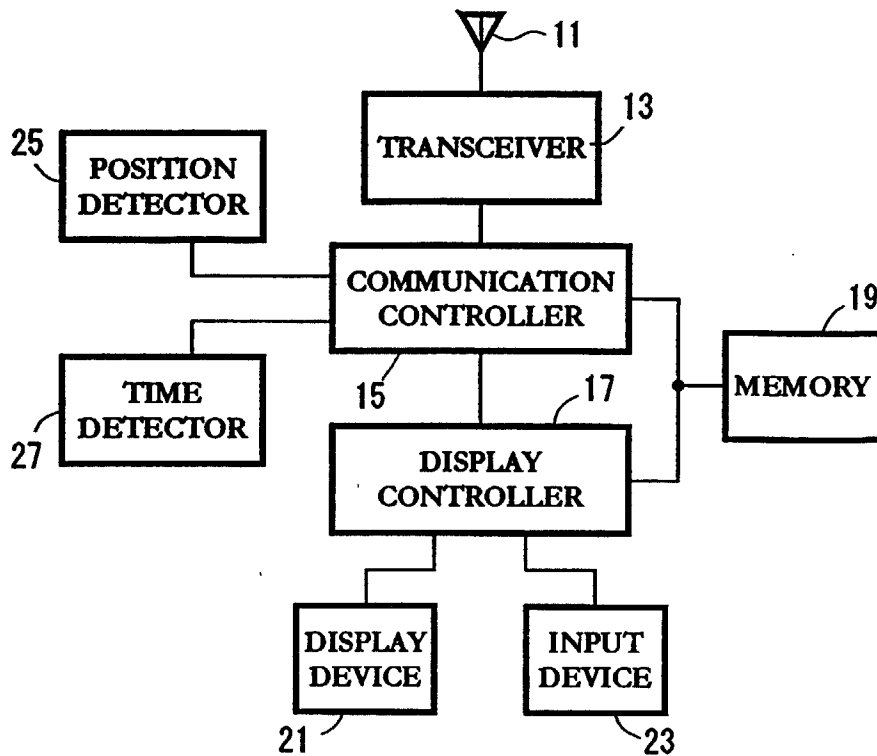 11
13
TRANSCEIVER
25
POSITION
DETECTOR
COMMUNICATION
CONTROLLER
19
MEMORY
15
17
TIME
DETECTOR
27
DISPLAY
CONTROLLER
DISPLAY
DEVICE
21
INPUT
DEVICE
23